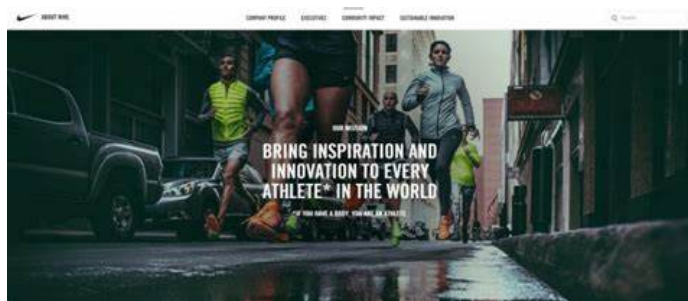 ABOUT NIKE
COMPANY PROFILE EXECUTIVES COMMUNITY IMPACT SUSTAINABLE INNOVATION
Search
OUR MISSION
BRING INSPIRATION AND
INNOVATION TO EVERY
ATHLETE* IN THE WORLD
*IF YOU HAVE A BODY, YOU ARE AN ATHLETE.